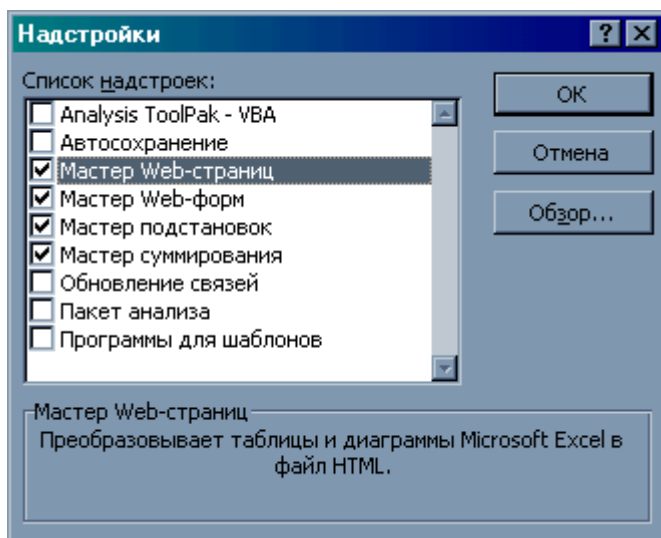 Надстройки
Список надстроек:
Analysis ToolPak - VBA
Автосохранение
Мастер Web-страниц
Мастер Web-форм
Мастер подстановок
Мастер суммирования
Обновление связей
Пакет анализа
Программы для шаблонов
ОК
Отмена
Обзор...
Мастер Web-страниц
Преобразовывает таблицы и диаграммы Microsoft Excel в
файл HTML.